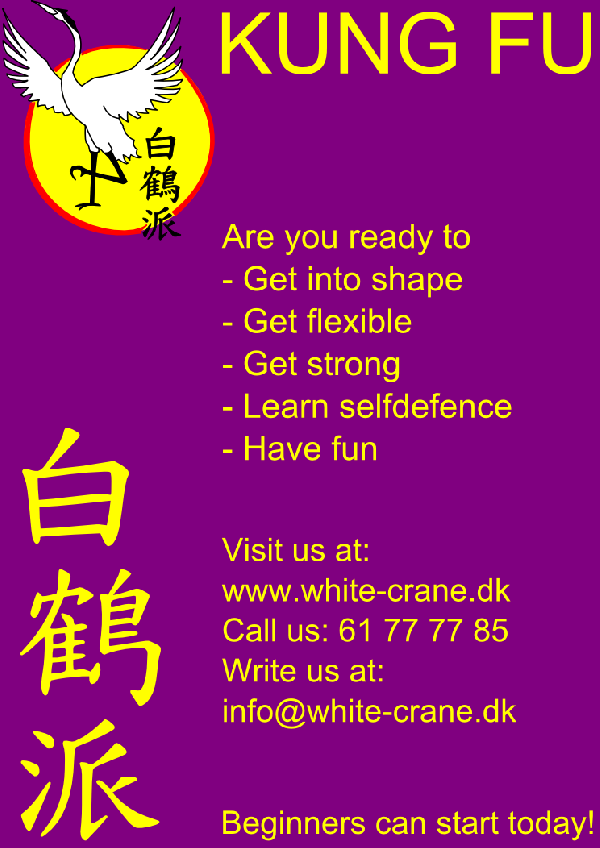 KUNG FU
白鶴派
Are you ready to
- Get into shape
- Get flexible
- Get strong
- Learn selfdefence
- Have fun
白鶴派
Visit us at:
www.white-crane.dk
Call us: 61 77 77 85
Write us at:
info@white-crane.dk
Beginners can start today!